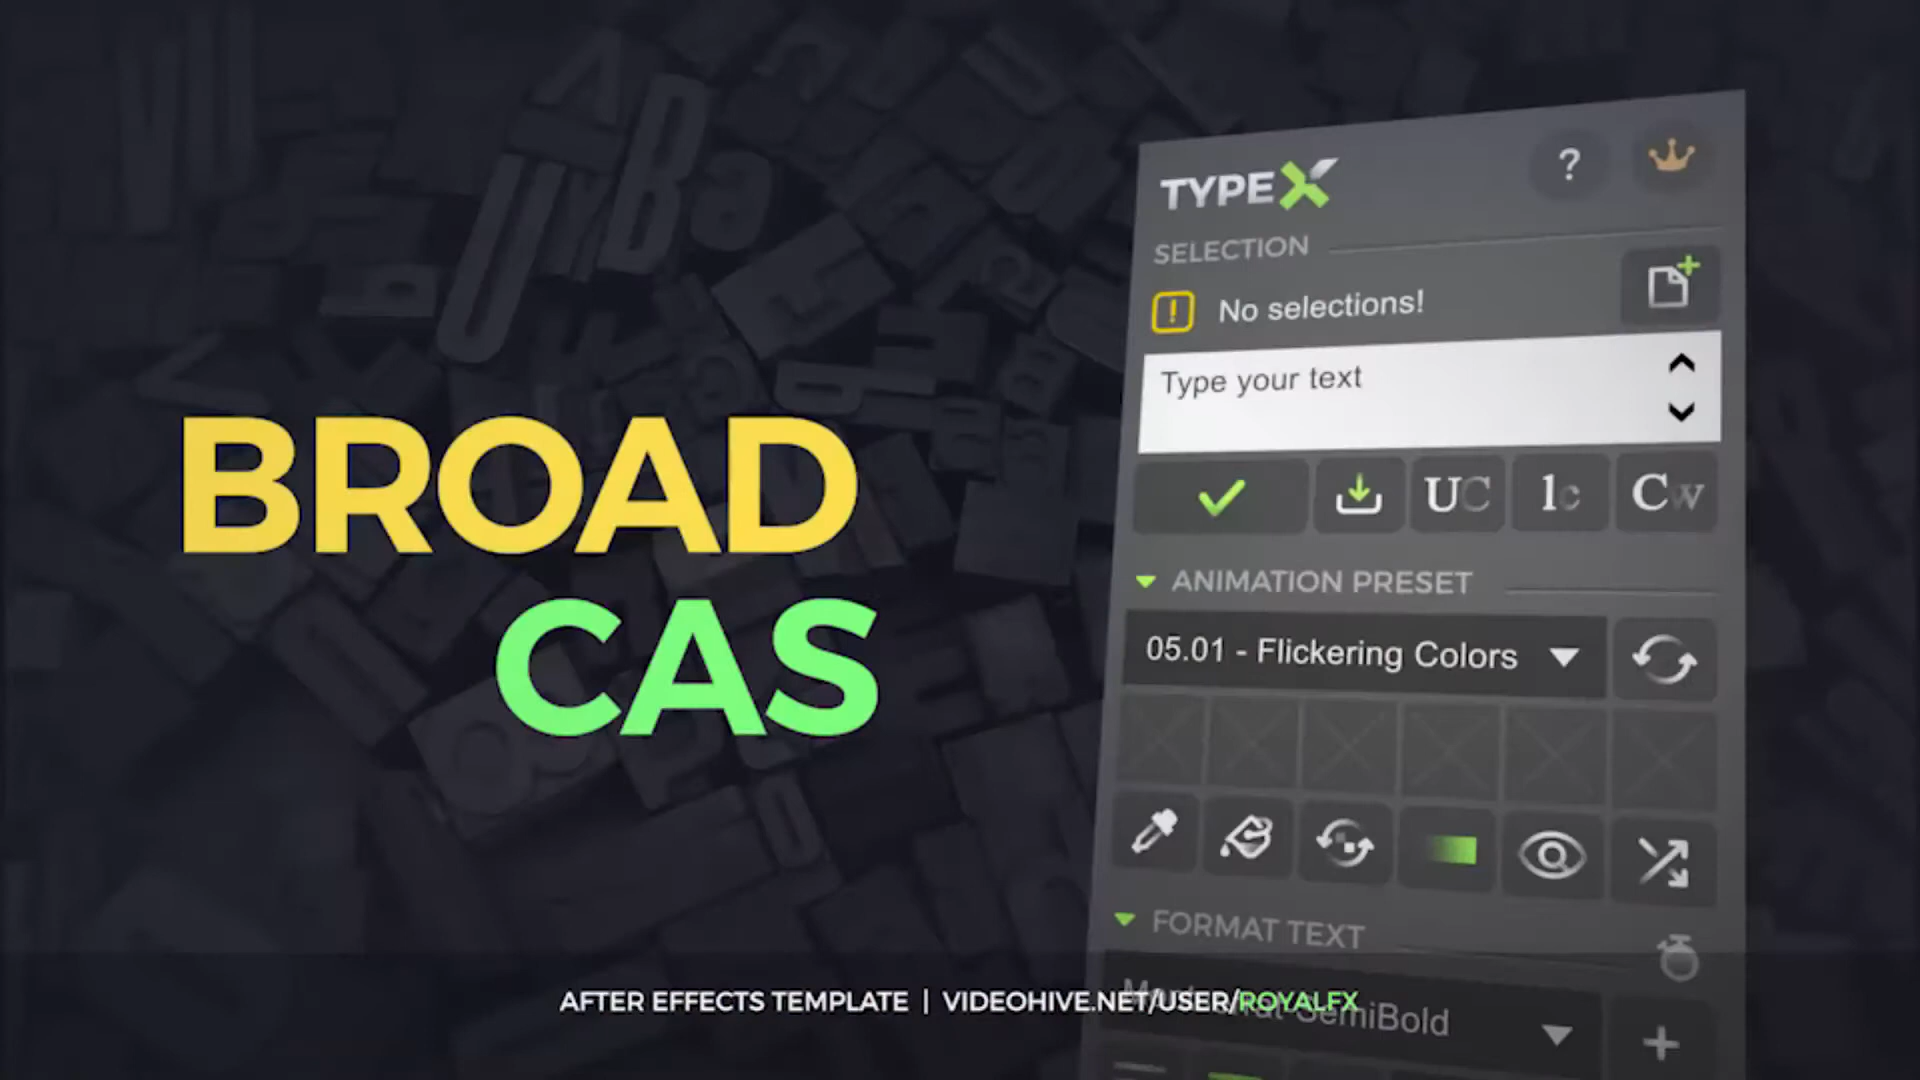 BROAD
CAS
TYPEX
?
SELECTION
No selections!
Type your text
UC
lc
Cw
ANIMATION PRESET
05.01 - Flickering Colors
FORMAT TEXT
SemiBold
AFTER EFFECTS TEMPLATE | VIDEOHIVE.NET/USER/ROYALFX